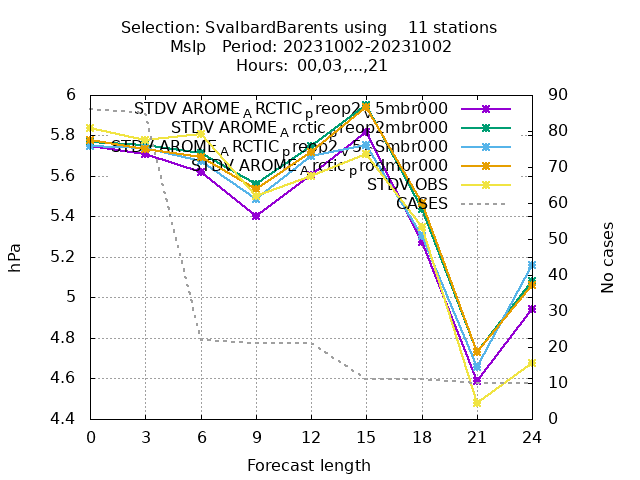 Selection: SvalbardBarents using 11 stations
Mslp Period: 20231002-20231002
Hours: 00,03,...,21
STDV AROME_ARCTIC_preop2_v5mbr000
STDV AROME_Arctic_preop2mbr000
STDV AROME_ARCTIC_preop2_v5_Smbr000
STDV AROME_Arctic_prodmbr000
STDV OBS
CASES
6
5.8
5.6
5.4
5.2
5
4.8
4.6
4.4
90
80
70
60
50
40
30
20
10
0
hPa
No cases
0 3 6 9 12 15 18 21 24
Forecast length